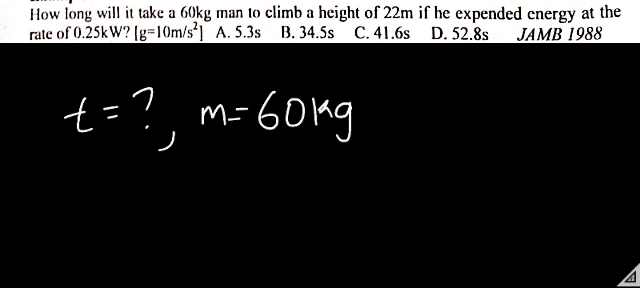 How long will it take a 60kg man to climb a height of 22m if he expended energy at the
rate of 0.25kW? [g=10m/s²] A. 5.3s B. 34.5s C. 41.6s D. 52.8s JAMB 1988
t = ?, m = 60kg